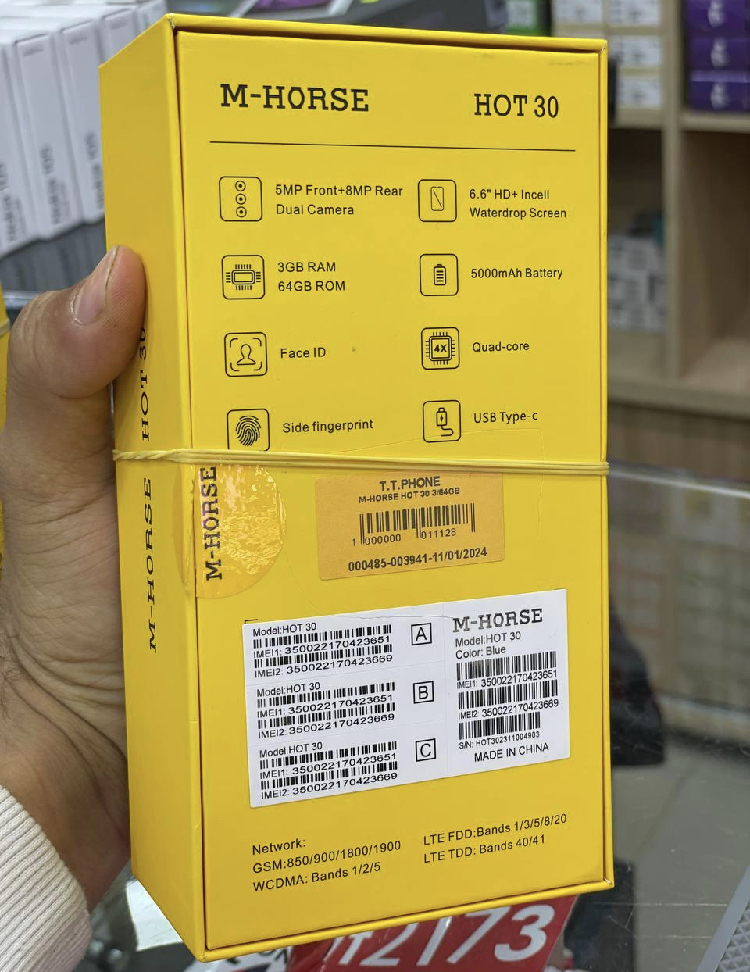 M-HORSE HOT 30
5MP Front+8MP Rear
Dual Camera
6.6" HD+ Incell
Waterdrop Screen
3GB RAM
64GB ROM
5000mAh Battery
Face ID
4X
Quad-core
Side fingerprint
USB Type-c
M-HORSE HOT 30
M-HORSE
T.T.PHONE
M-HORSE HOT 30 3/64GB
1 000000 011128
000485-003941-11/01/2024
Model:HOT 30
IMEI1: 350022170423651
IMEI2: 350022170423669
A
Model:HOT 30
IMEI1: 350022170423651
IMEI2: 350022170423669
B
Model:HOT 30
IMEI1: 350022170423651
IMEI2: 350022170423669
C
M-HORSE
Model:HOT 30
Color: Blue
IMEI1: 350022170423651
IMEI2: 350022170423669
S/N: HOT302311004903
MADE IN CHINA
Network:
GSM:850/900/1800/1900
WCDMA: Bands 1/2/5
LTE FDD:Bands 1/3/5/8/20
LTE TDD: Bands 40/41
2173